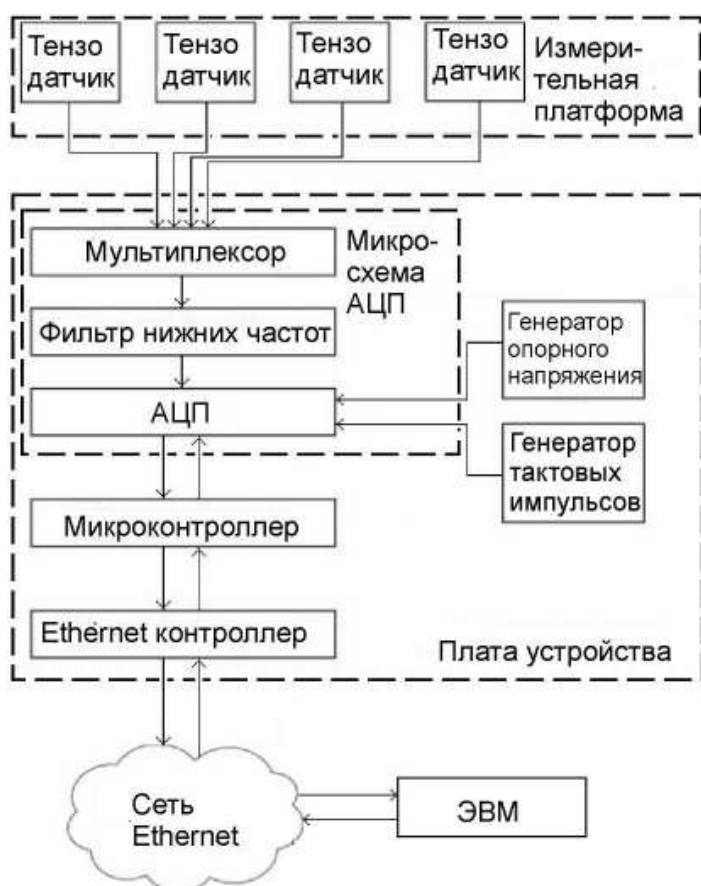 Тензо
датчик
Тензо
датчик
Тензо
датчик
Тензо
датчик
Измери-
тельная
платформа
Мультиплексор
Микро-
схема
АЦП
Фильтр нижних частот
Генератор
опорного
напряжения
АЦП
Генератор
тактовых
импульсов
Микроконтроллер
Ethernet контроллер
Плата устройства
Сеть
Ethernet
ЭВМ